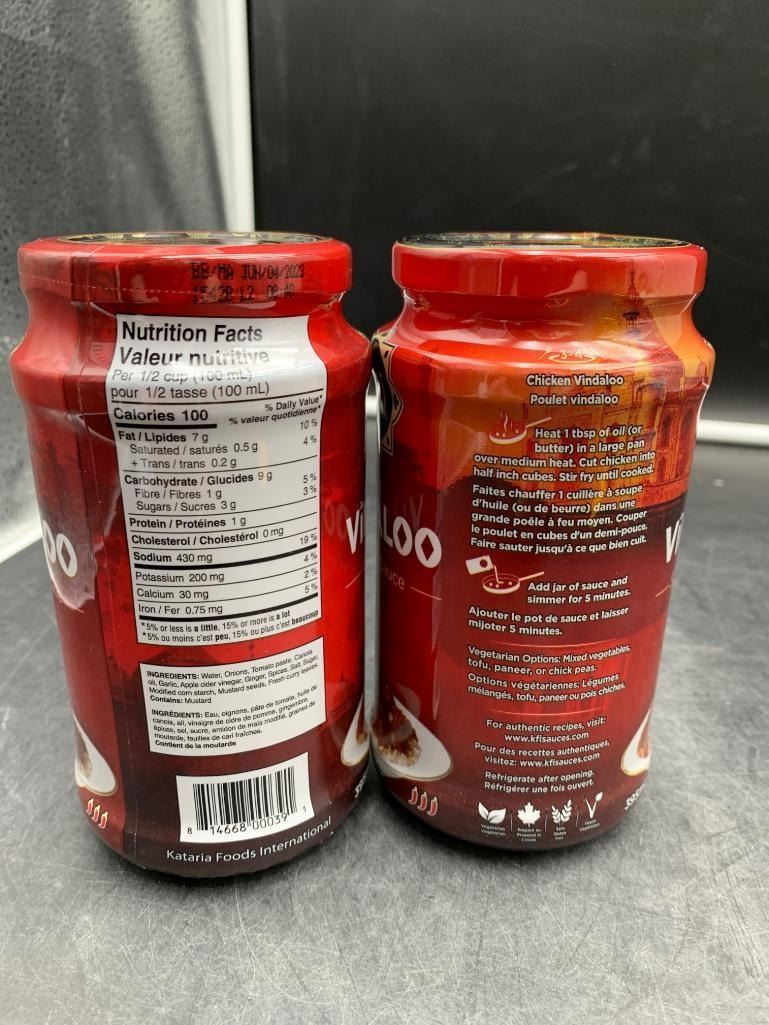 BB/MA JUN/04/2023
Nutrition Facts
Valeur nutritive
Per 1/2 cup (100 mL)
pour 1/2 tasse (100 mL)
% Daily Value*
Calories 100
% valeur quotidienne*
Fat / Lipides 7 g 10 %
Saturated / saturés 0.5 g 4 %
+ Trans / trans 0.2 g
Carbohydrate / Glucides 9 g
Fibre / Fibres 1 g 5 %
Sugars / Sucres 3 g 3 %
Protein / Protéines 1 g
Cholesterol / Cholestérol 0 mg
Sodium 430 mg 19 %
Potassium 200 mg 4 %
Calcium 30 mg 2 %
Iron / Fer 0.75 mg 5 %
*5% or less is a little, 15% or more is a lot
*5% ou moins c'est peu, 15% ou plus c'est beaucoup
INGREDIENTS: Water, Onions, Tomato paste, Canola
oil, Garlic, Apple cider vinegar, Ginger, Spices, Salt, Sugar,
Modified corn starch, Mustard seeds, Fresh curry leaves.
Contains: Mustard
INGRÉDIENTS: Eau, oignons, pâte de tomate, huile de
canola, ail, vinaigre de cidre de pomme, gingembre,
épices, sel, sucre, amidon de maïs modifié, graines de
moutarde, feuilles de cari fraîches.
Contient de la moutarde
8 14668 00039 1
Kataria Foods International
OO
Vi
ALOO
sauce
Chicken Vindaloo
Poulet vindaloo
Heat 1 tbsp of oil (or
butter) in a large pan
over medium heat. Cut chicken into
half inch cubes. Stir fry until cooked.
Faites chauffer 1 cuillère à soupe
d'huile (ou de beurre) dans une
grande poêle à feu moyen. Couper
le poulet en cubes d'un demi-pouce.
Faire sauter jusqu'à ce que bien cuit.
Add jar of sauce and
simmer for 5 minutes.
Ajouter le pot de sauce et laisser
mijoter 5 minutes.
Vegetarian Options: Mixed vegetables,
tofu, paneer, or chick peas.
Options végétariennes: Légumes
mélangés, tofu, paneer ou pois chiches.
For authentic recipes, visit:
www.kfisauces.com
Pour des recettes authentiques,
visitez: www.kfisauces.com
Refrigerate after opening.
Réfrigérer une fois ouvert.
Vegetarian
Prepared in
Canada
Gluten